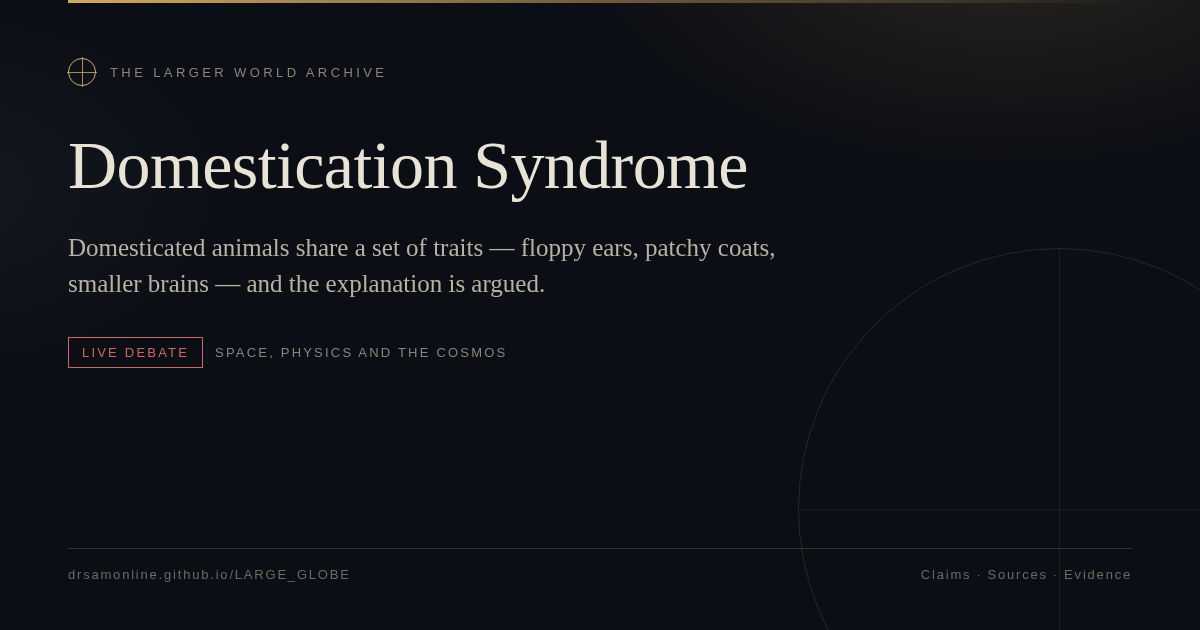 THE LARGER WORLD ARCHIVE
Domestication Syndrome
Domesticated animals share a set of traits — floppy ears, patchy coats,
smaller brains — and the explanation is argued.
LIVE DEBATE SPACE, PHYSICS AND THE COSMOS
drsamonline.github.io/LARGE_GLOBE Claims · Sources · Evidence